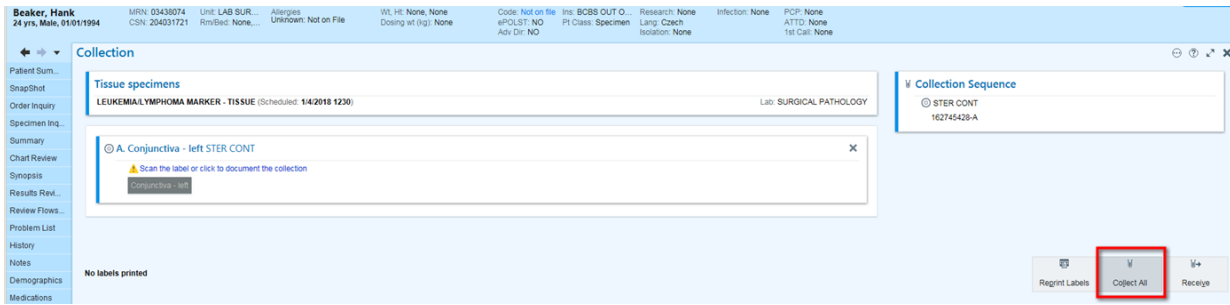 Beaker, Hank
24 yrs, Male, 01/01/1994
MRN: 03438074
CSN: 204031721
Unit: LAB SUR...
Rm/Bed: None,...
Allergies
Unknown: Not on File
Wt, Ht: None, None
Dosing wt (kg): None
Code: Not on file
ePOLST: NO
Adv Dir: NO
Ins: BCBS OUT O...
Pt Class: Specimen
Research: None
Lang: Czech
Isolation: None
Infection: None
PCP: None
ATTD: None
1st Call: None
Collection
Patient Sum...
SnapShot
Order Inquiry
Specimen Inq...
Summary
Chart Review
Synopsis
Results Revi...
Review Flows...
Problem List
History
Notes
Demographics
Medications
Tissue specimens
LEUKEMIA/LYMPHOMA MARKER - TISSUE (Scheduled: 1/4/2018 1230)
Lab: SURGICAL PATHOLOGY
A. Conjunctiva - left STER CONT
Scan the label or click to document the collection
Conjunctiva - left
No labels printed
Collection Sequence
STER CONT
162745428-A
Reprint Labels
Collect All
Receive